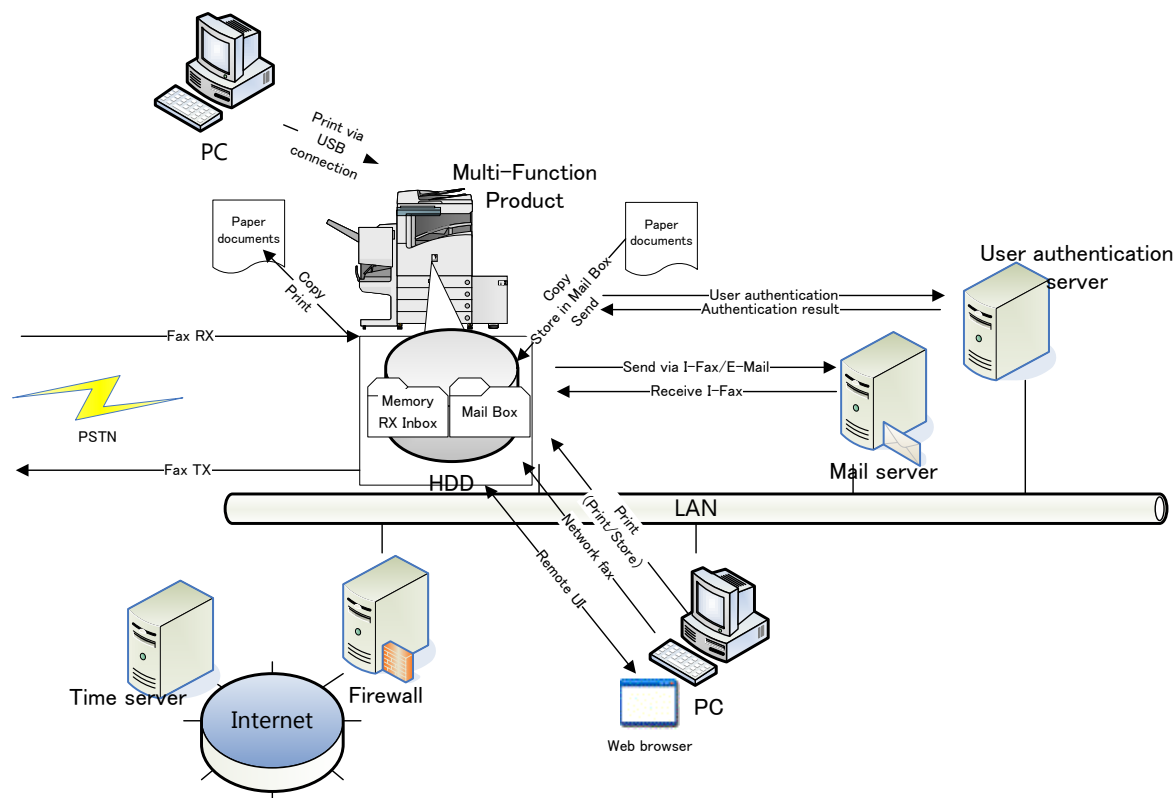 PC
Print via
USB
connection
Multi-Function
Product
Paper
documents
Paper
documents
Copy
Print
Copy
Store in Mail Box
Send
User authentication
server
User authentication
Authentication result
Fax RX
Send via I-Fax/E-Mail
Receive I-Fax
Memory
RX Inbox
Mail Box
PSTN
Mail server
Fax TX
HDD
LAN
Print
(Print/Store)
Network fax
Remote UI
Time server
Firewall
Internet
PC
Web browser